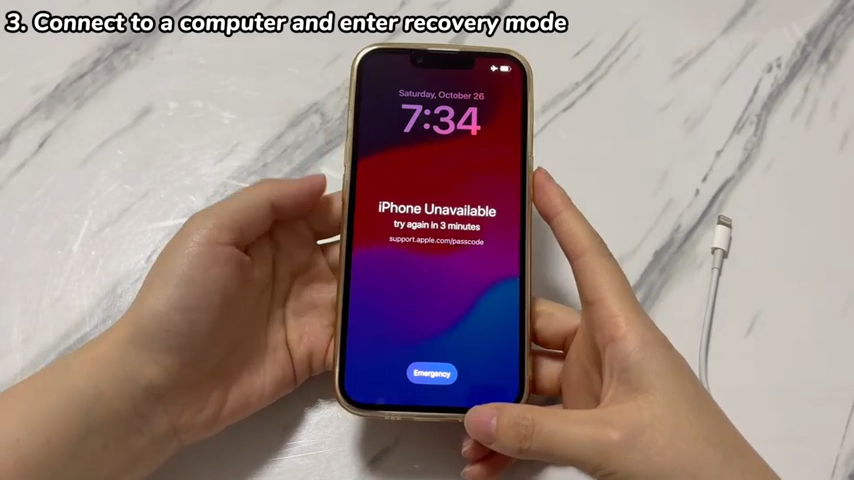 3. Connect to a computer and enter recovery mode
Saturday, October 26
7:34
iPhone Unavailable
try again in 3 minutes
support.apple.com/passcode
Emergency